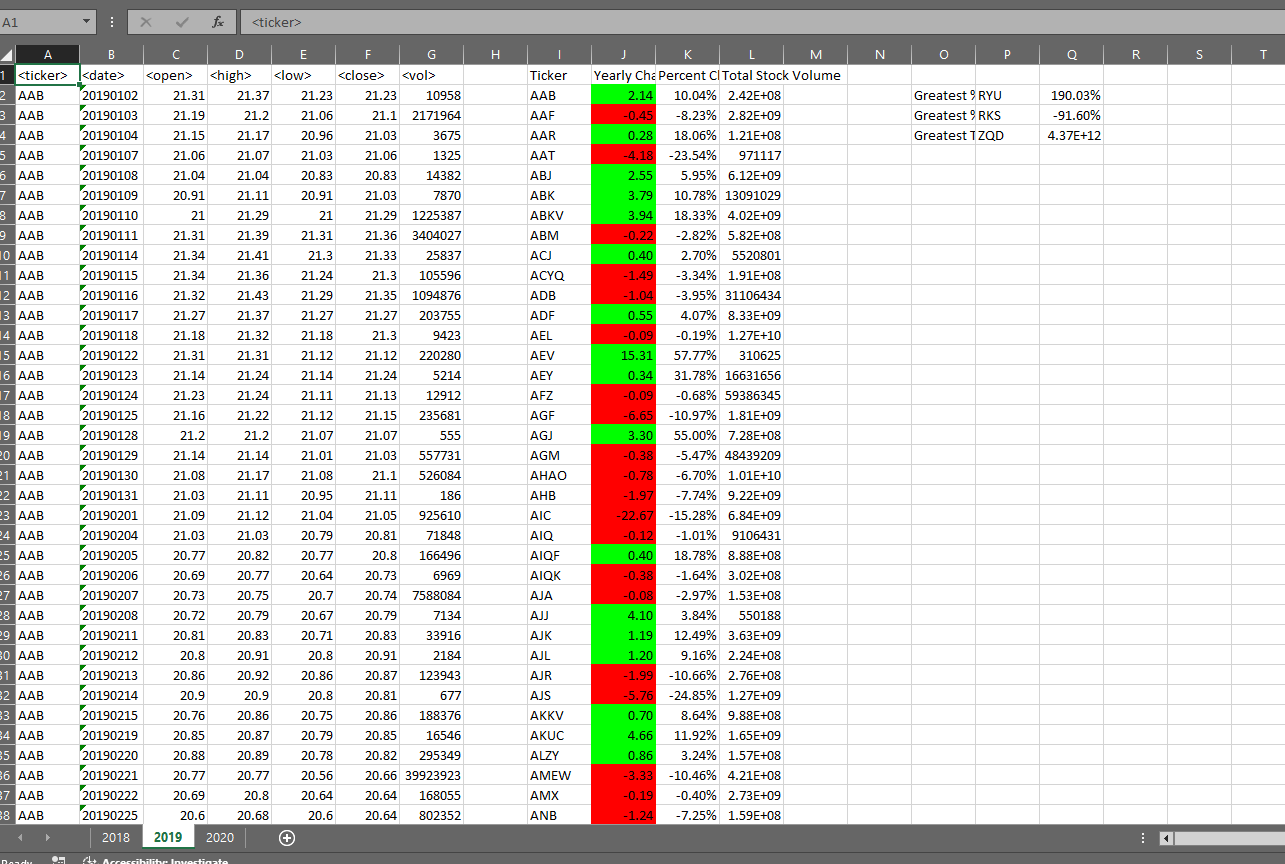 A1 <ticker>
A B C D E F G H I J K L M N O P Q R S T
1 <ticker> <date> <open> <high> <low> <close> <vol> Ticker Yearly Cha Percent Cl Total Stock Volume
2 AAB 20190102 21.31 21.37 21.23 21.23 10958 AAB 2.14 10.04% 2.42E+08 Greatest % RYU 190.03%
3 AAB 20190103 21.19 21.2 21.06 21.1 2171964 AAF -0.45 -8.23% 2.82E+09 Greatest % RKS -91.60%
4 AAB 20190104 21.15 21.17 20.96 21.03 3675 AAR 0.28 18.06% 1.21E+08 Greatest T ZQD 4.37E+12
5 AAB 20190107 21.06 21.07 21.03 21.06 1325 AAT -4.18 -23.54% 971117
6 AAB 20190108 21.04 21.04 20.83 20.83 14382 ABJ 2.55 5.95% 6.12E+09
7 AAB 20190109 20.91 21.11 20.91 21.03 7870 ABK 3.79 10.78% 13091029
8 AAB 20190110 21 21.29 21 21.29 1225387 ABKV 3.94 18.33% 4.02E+09
9 AAB 20190111 21.31 21.39 21.31 21.36 3404027 ABM -0.22 -2.82% 5.82E+08
10 AAB 20190114 21.34 21.41 21.3 21.33 25837 ACJ 0.40 2.70% 5520801
11 AAB 20190115 21.34 21.36 21.24 21.3 105596 ACYQ -1.49 -3.34% 1.91E+08
12 AAB 20190116 21.32 21.43 21.29 21.35 1094876 ADB -1.04 -3.95% 31106434
13 AAB 20190117 21.27 21.37 21.27 21.27 203755 ADF 0.55 4.07% 8.33E+09
14 AAB 20190118 21.18 21.32 21.18 21.3 9423 AEL -0.09 -0.19% 1.27E+10
15 AAB 20190122 21.31 21.31 21.12 21.12 220280 AEV 15.31 57.77% 310625
16 AAB 20190123 21.14 21.24 21.14 21.24 5214 AEY 0.34 31.78% 16631656
17 AAB 20190124 21.23 21.24 21.11 21.13 12912 AFZ -0.09 -0.68% 59386345
18 AAB 20190125 21.16 21.22 21.12 21.15 235681 AGF -6.65 -10.97% 1.81E+09
19 AAB 20190128 21.2 21.2 21.07 21.07 555 AGJ 3.30 55.00% 7.28E+08
20 AAB 20190129 21.14 21.14 21.01 21.03 557731 AGM -0.38 -5.47% 48439209
21 AAB 20190130 21.08 21.17 21.08 21.1 526084 AHAO -0.78 -6.70% 1.01E+10
22 AAB 20190131 21.03 21.11 20.95 21.11 186 AHB -1.97 -7.74% 9.22E+09
23 AAB 20190201 21.09 21.12 21.04 21.05 925610 AIC -22.67 -15.28% 6.84E+09
24 AAB 20190204 21.03 21.03 20.79 20.81 71848 AIQ -0.12 -1.01% 9106431
25 AAB 20190205 20.77 20.82 20.77 20.8 166496 AIQF 0.40 18.78% 8.88E+08
26 AAB 20190206 20.69 20.77 20.64 20.73 6969 AIQK -0.38 -1.64% 3.02E+08
27 AAB 20190207 20.73 20.75 20.7 20.74 7588084 AJA -0.08 -2.97% 1.53E+08
28 AAB 20190208 20.72 20.79 20.67 20.79 7134 AJJ 4.10 3.84% 550188
29 AAB 20190211 20.81 20.83 20.71 20.83 33916 AJK 1.19 12.49% 3.63E+09
30 AAB 20190212 20.8 20.91 20.8 20.91 2184 AJL 1.20 9.16% 2.24E+08
31 AAB 20190213 20.86 20.92 20.86 20.87 123943 AJR -1.99 -10.66% 2.76E+08
32 AAB 20190214 20.9 20.9 20.8 20.81 677 AJS -5.76 -24.85% 1.27E+09
33 AAB 20190215 20.76 20.86 20.75 20.86 188376 AKKV 0.70 8.64% 9.88E+08
34 AAB 20190219 20.85 20.87 20.79 20.85 16546 AKUC 4.66 11.92% 1.65E+09
35 AAB 20190220 20.88 20.89 20.78 20.82 295349 ALZY 0.86 3.24% 1.57E+08
36 AAB 20190221 20.77 20.77 20.56 20.66 39923923 AMEW -3.33 -10.46% 4.21E+08
37 AAB 20190222 20.69 20.8 20.64 20.64 168055 AMX -0.19 -0.40% 2.73E+09
38 AAB 20190225 20.6 20.68 20.6 20.64 802352 ANB -1.24 -7.25% 1.59E+08
2018 2019 2020
Ready Accessibility: Investigate